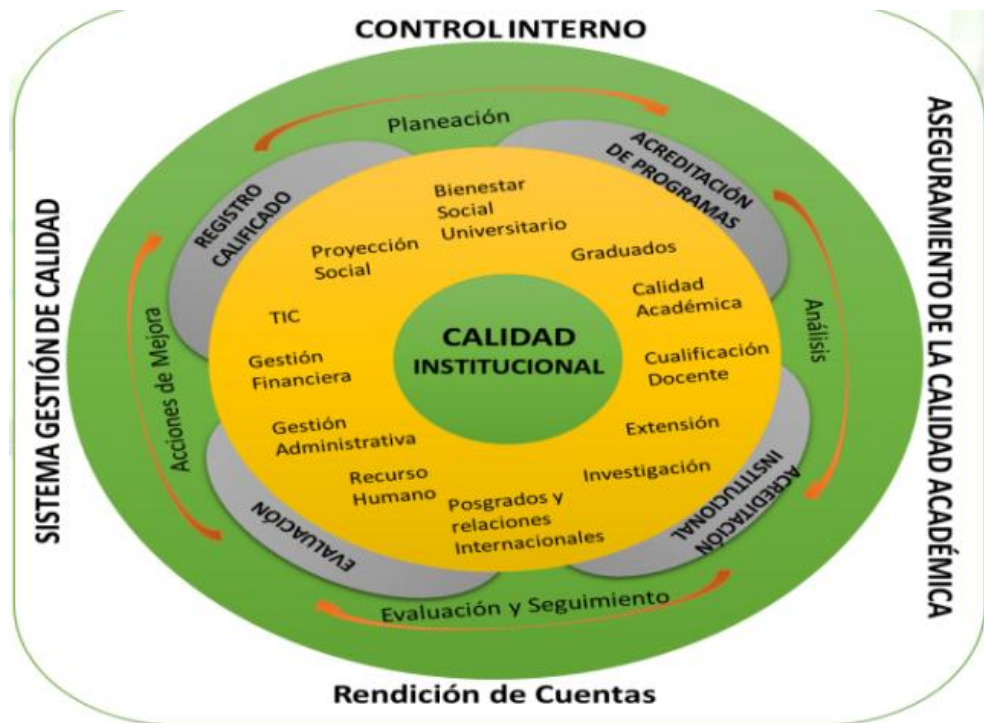 CONTROL INTERNO
Planeación
ACREDITACIÓN
DE PROGRAMAS
REGISTRO
CALIFICADO
Bienestar
Social
Universitario
Proyección
Social
Graduados
TIC
Calidad
Académica
Gestión
Financiera
CALIDAD
INSTITUCIONAL
Cualificación
Docente
Gestión
Administrativa
Extensión
Recurso
Humano
Investigación
Posgrados y
relaciones
Internacionales
EVALUACIÓN
ACREDITACIÓN
INSTITUCIONAL
Acciones de Mejora
Análisis
Evaluación y Seguimiento
SISTEMA GESTIÓN DE CALIDAD
ASEGURAMIENTO DE LA CALIDAD ACADÉMICA
Rendición de Cuentas